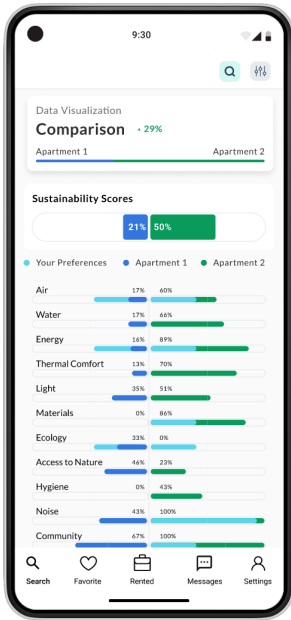 9:30
Data Visualization
Comparison • 29%
Apartment 1 Apartment 2
Sustainability Scores
21% 50%
Your Preferences Apartment 1 Apartment 2
Air 17% 60%
Water 17% 66%
Energy 16% 89%
Thermal Comfort 13% 70%
Light 35% 51%
Materials 0% 86%
Ecology 33% 0%
Access to Nature 46% 23%
Hygiene 0% 43%
Noise 43% 100%
Community 67% 100%
Search Favorite Rented Messages Settings